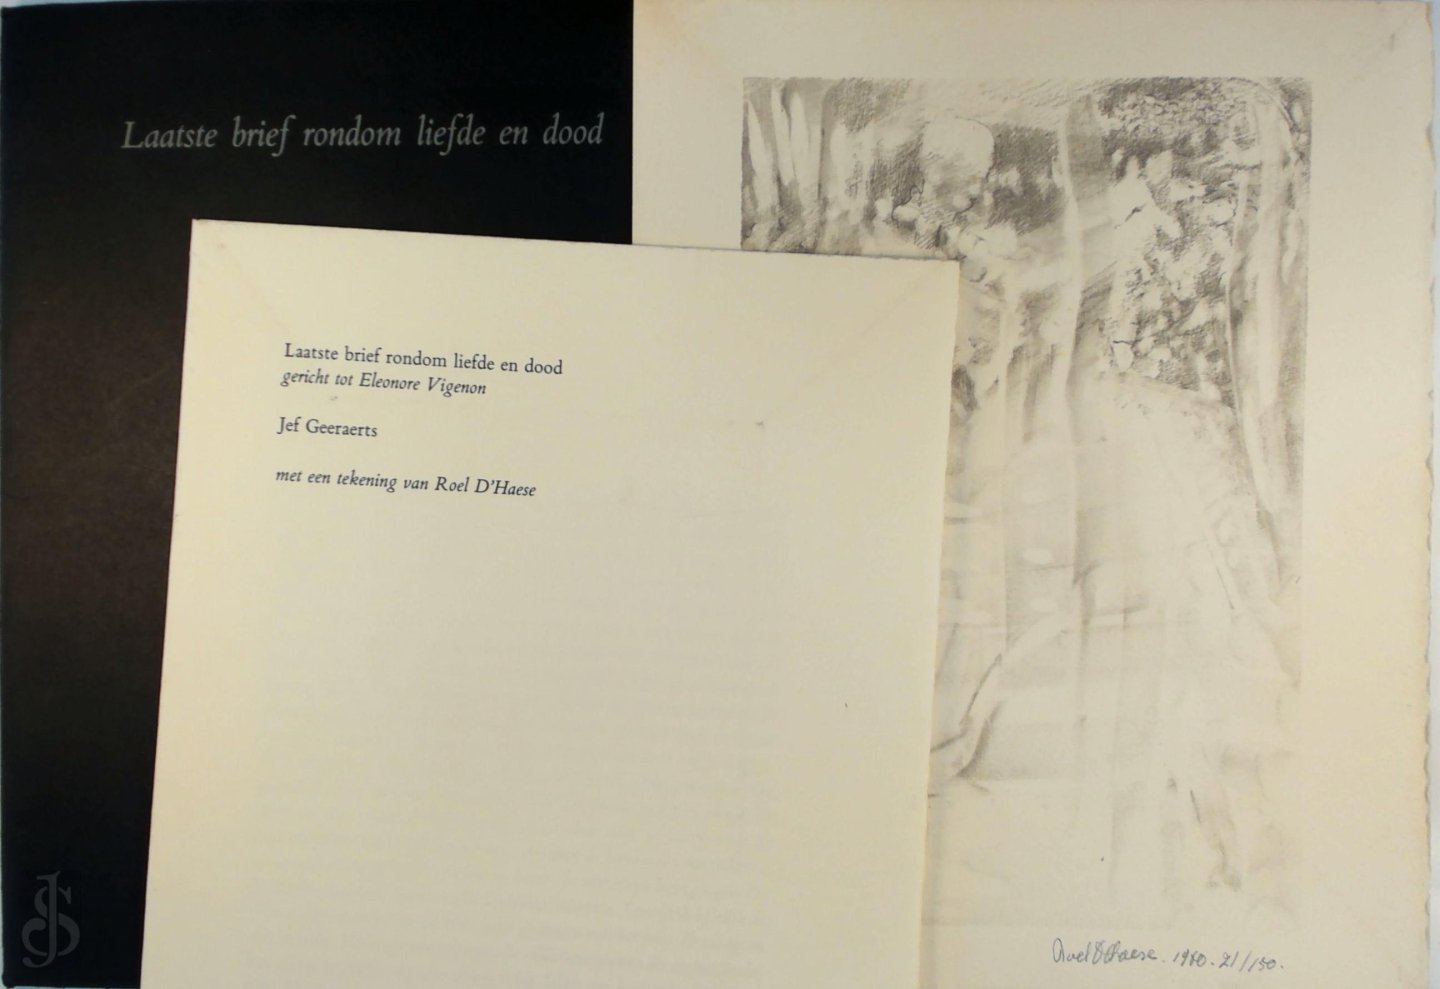 Laatste brief rondom liefde en dood
Laatste brief rondom liefde en dood
gericht tot Eleonore Vigenon
Jef Geeraerts
met een tekening van Roel D'Haese
Roel D'Haese. 1980. 21/150.